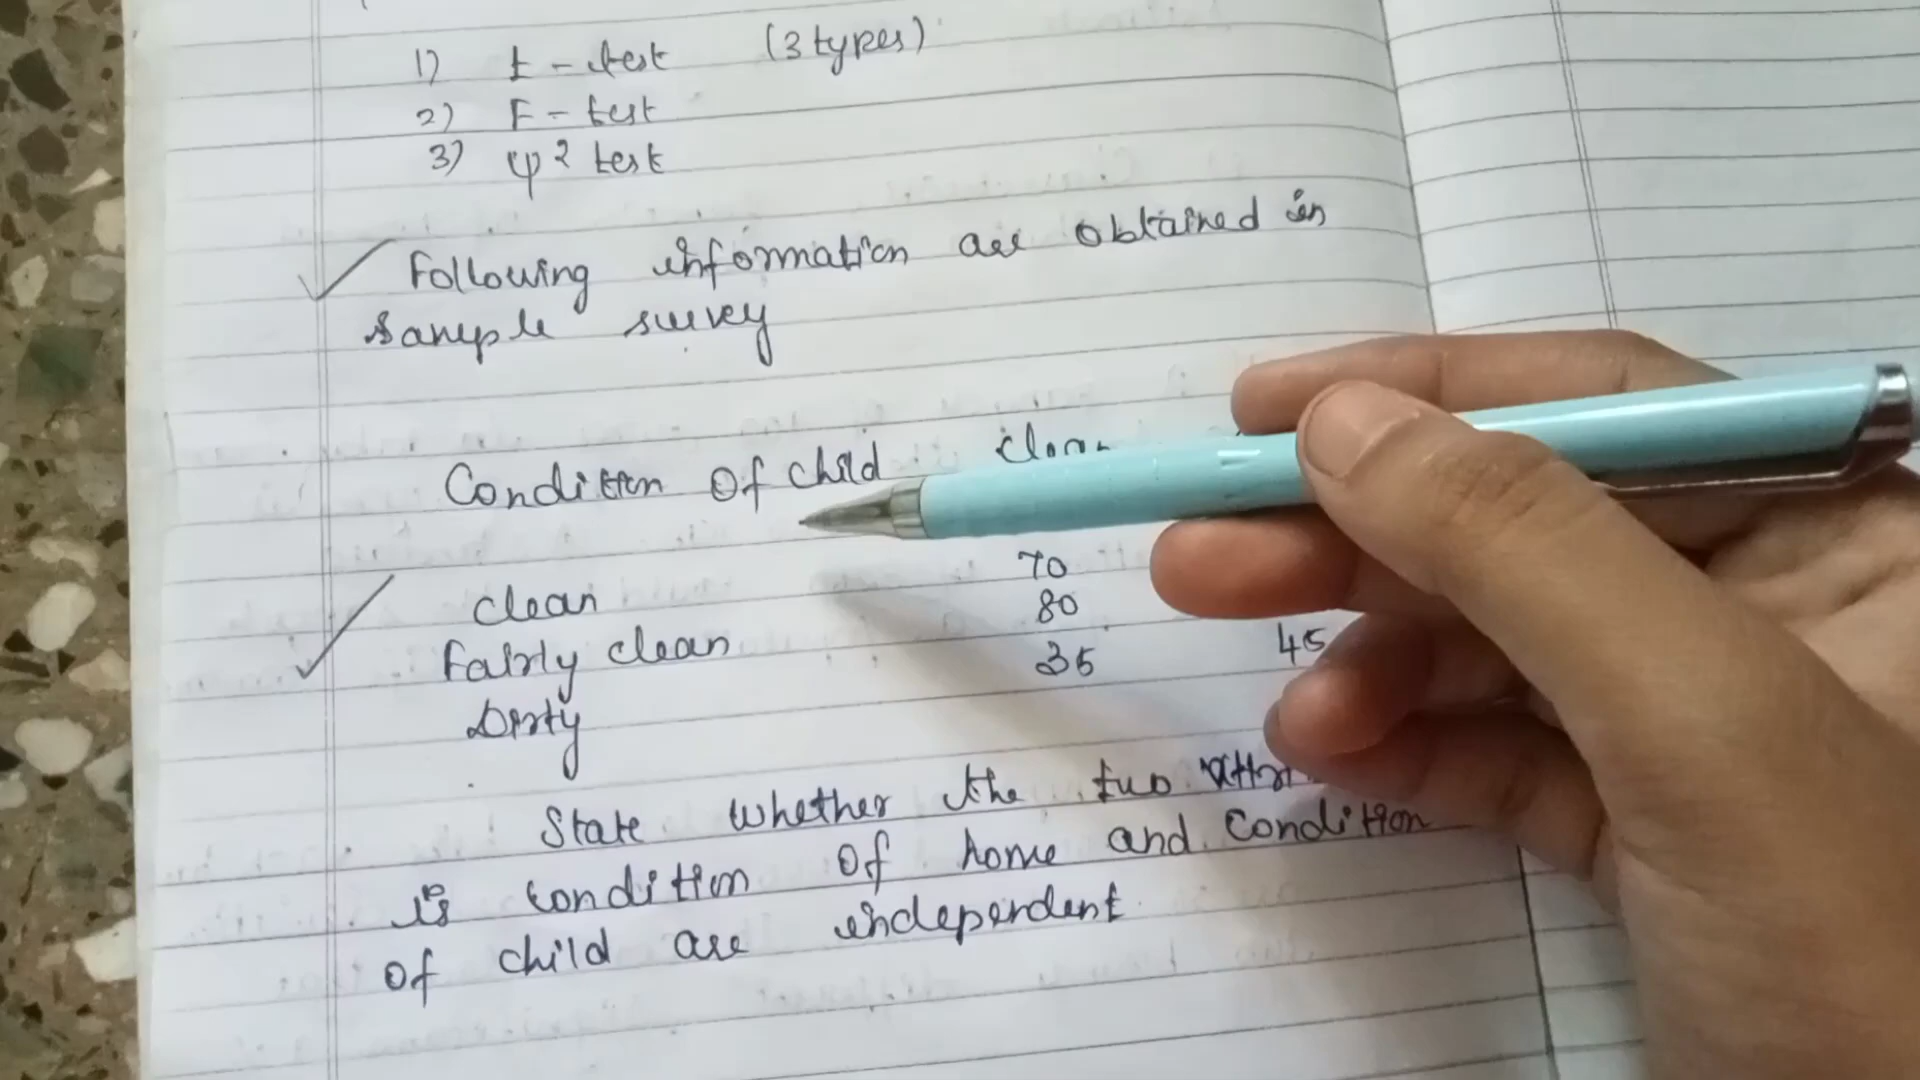 1) t - test (3 types)
2) F - test
3) ψ2 test
Following information are obtained in
sample survey
Condition of child
70
clean 80
Fairly clean 35 45
Dirty
State whether the two
is condition of home and condition
of child are independent